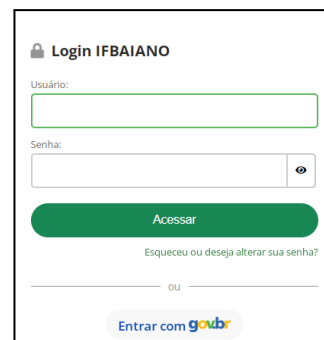 Login IFBAIANO
Usuário:
Senha:
Acessar
Esqueceu ou deseja alterar sua senha?
ou
Entrar com gov.br